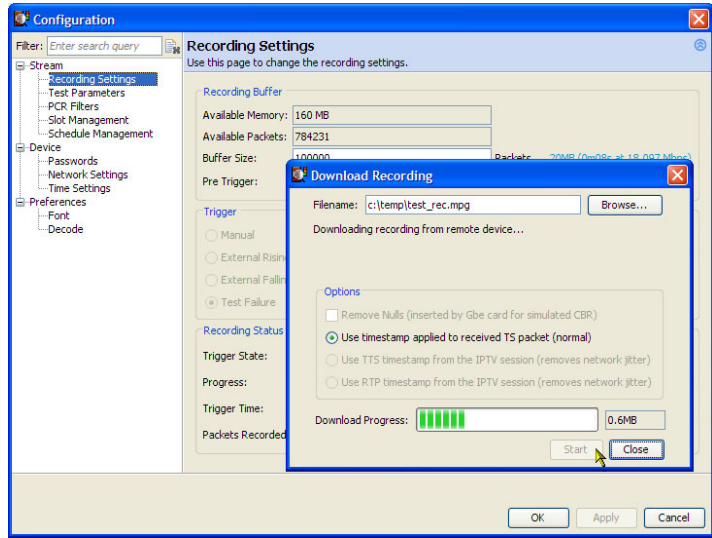 Configuration
Filter: Enter search query
Stream
Recording Settings
Test Parameters
PCR Filters
Slot Management
Schedule Management
Device
Passwords
Network Settings
Time Settings
Preferences
Font
Decode
Recording Settings
Use this page to change the recording settings.
Recording Buffer
Available Memory: 160 MB
Available Packets: 784231
Buffer Size: 100000 Packets 20MB (0m08s at 18.097 Mbps)
Pre Trigger:
Trigger
Manual
External Rising
External Falling
Test Failure
Recording Status
Trigger State:
Progress:
Trigger Time:
Packets Recorded
Download Recording
Filename: c:\temp\test_rec.mpg Browse...
Downloading recording from remote device...
Options
Remove Nulls (inserted by Gbe card for simulated CBR)
Use timestamp applied to received TS packet (normal)
Use TTS timestamp from the IPTV session (removes network jitter)
Use RTP timestamp from the IPTV session (removes network jitter)
Download Progress: 0.6MB
Start Close
OK Apply Cancel